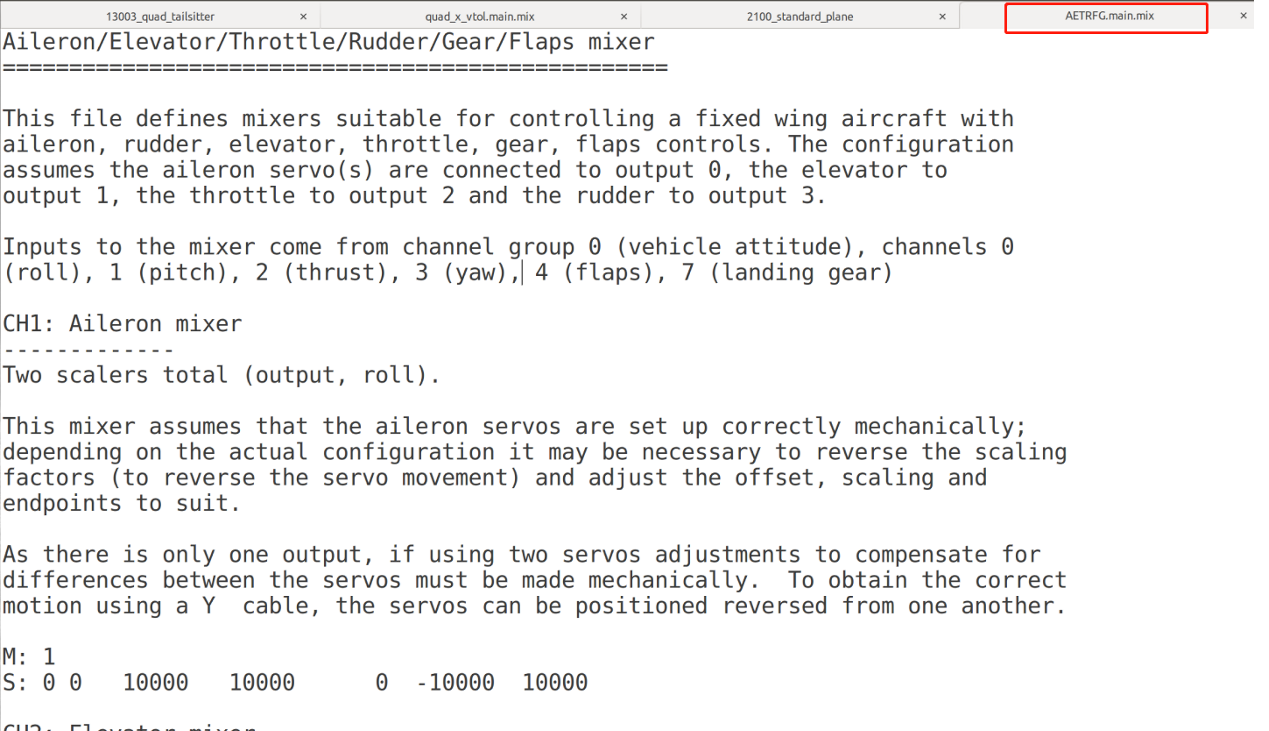 13003_quad_tailsitter × quad_x_vtol.main.mix × 2100_standard_plane × AETRFG.main.mix ×
Aileron/Elevator/Throttle/Rudder/Gear/Flaps mixer
==================================================
This file defines mixers suitable for controlling a fixed wing aircraft with
aileron, rudder, elevator, throttle, gear, flaps controls. The configuration
assumes the aileron servo(s) are connected to output 0, the elevator to
output 1, the throttle to output 2 and the rudder to output 3.
Inputs to the mixer come from channel group 0 (vehicle attitude), channels 0
(roll), 1 (pitch), 2 (thrust), 3 (yaw), 4 (flaps), 7 (landing gear)
CH1: Aileron mixer
-------------
Two scalers total (output, roll).
This mixer assumes that the aileron servos are set up correctly mechanically;
depending on the actual configuration it may be necessary to reverse the scaling
factors (to reverse the servo movement) and adjust the offset, scaling and
endpoints to suit.
As there is only one output, if using two servos adjustments to compensate for
differences between the servos must be made mechanically.  To obtain the correct
motion using a Y  cable, the servos can be positioned reversed from one another.
M: 1
S: 0 0   10000   10000      0  -10000  10000
CH2: Elevator mixer